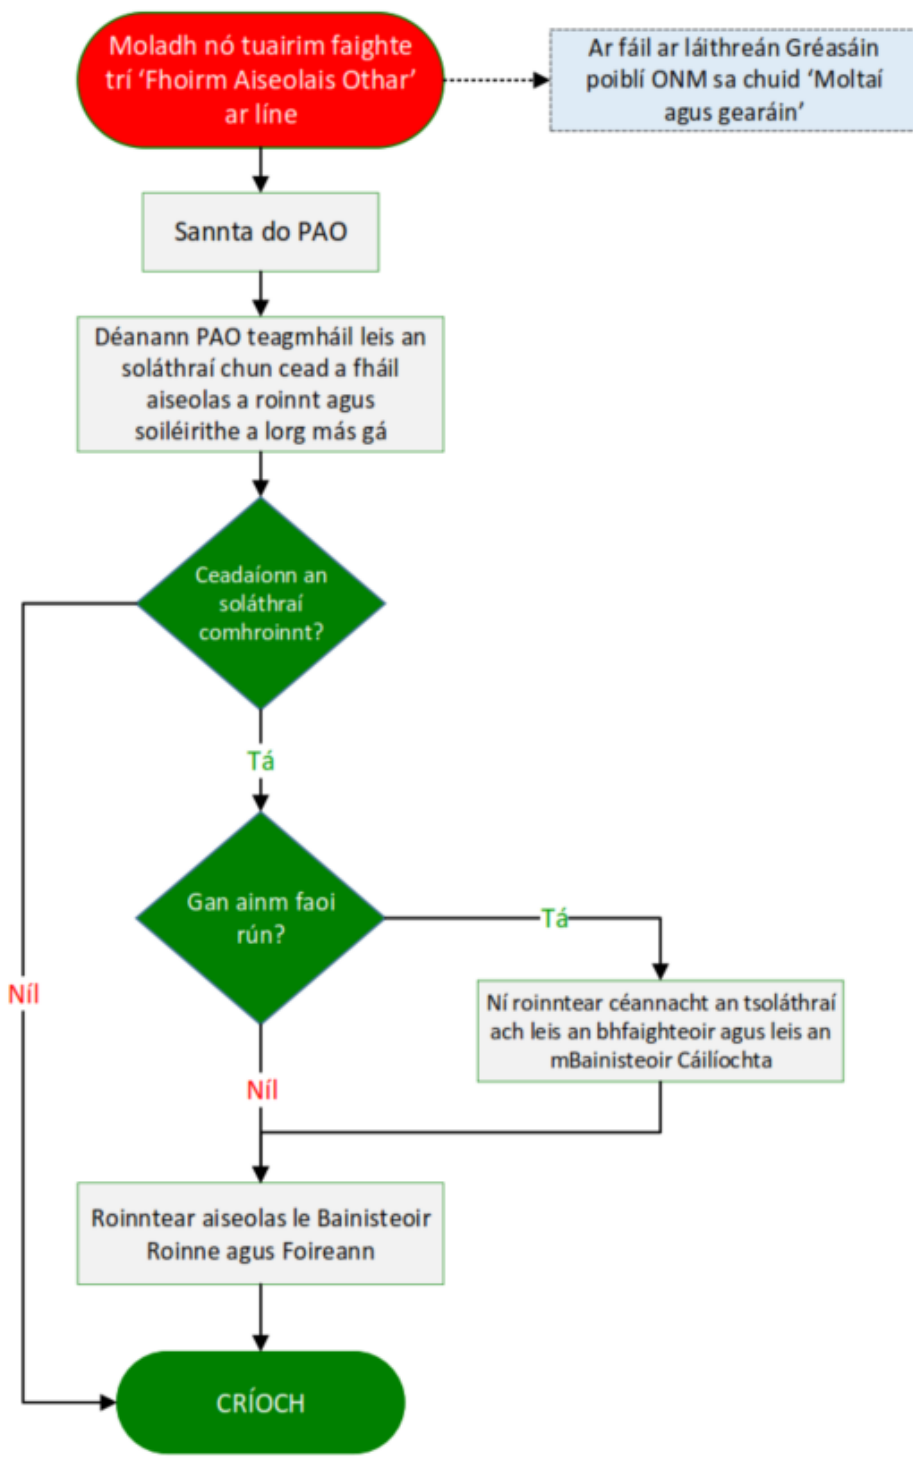 Moladh nó tuairim faighte
trí ‘Fhoirm Aiseolais Othar’
ar líne
Ar fáil ar láithreán Gréasáin
poiblí ONM sa chuid ‘Moltaí
agus gearáin’
Sannta do PAO
Déanann PAO teagmháil leis an
soláthraí chun cead a fháil
aiseolas a roinnt agus
soiléirithe a lorg más gá
Ceadaíonn an
soláthraí
comhroinnt?
Tá
Gan ainm faoi
rún?
Tá
Níl
Ní roinntear céannacht an tsoláthraí
ach leis an bhfaighteoir agus leis an
mBainisteoir Cáilíochta
Níl
Roinntear aiseolas le Bainisteoir
Roinne agus Foireann
CRÍOCH